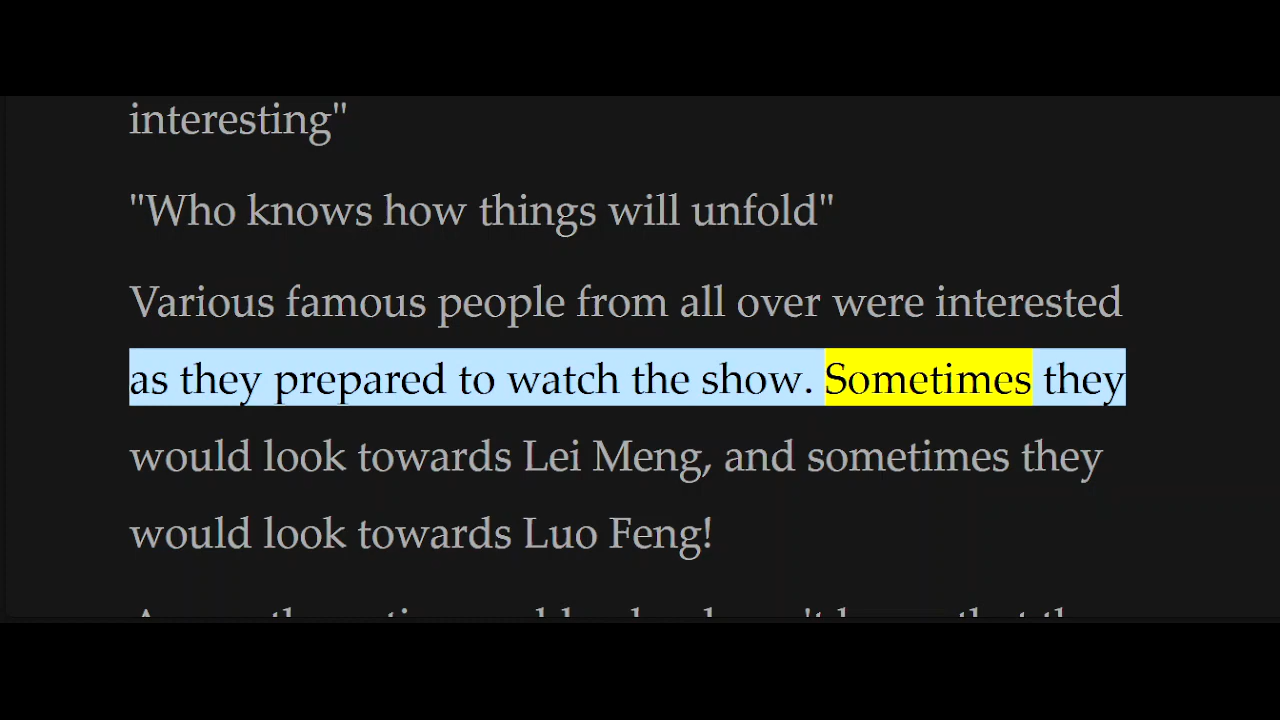 interesting"
"Who knows how things will unfold"
Various famous people from all over were interested
as they prepared to watch the show. Sometimes they
would look towards Lei Meng, and sometimes they
would look towards Luo Feng!